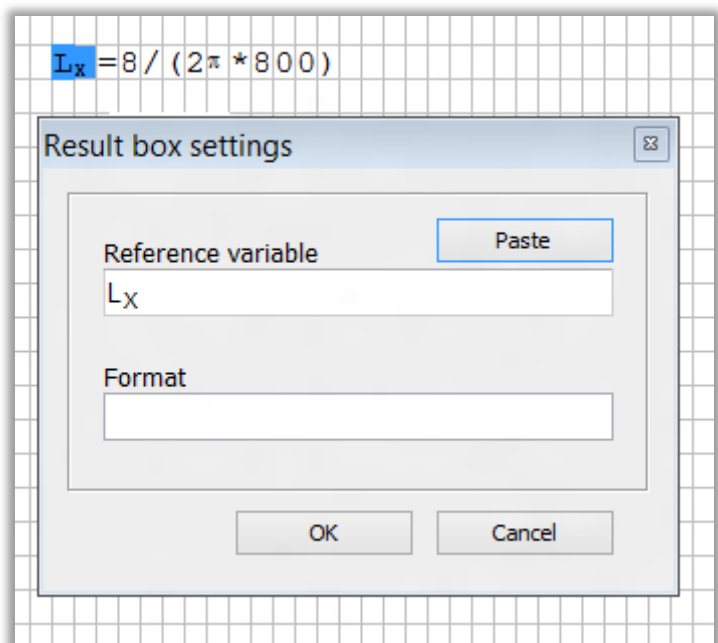 Lₓ=8/(2π*800)
Result box settings
Paste
Reference variable
Lₓ
Format
OK Cancel